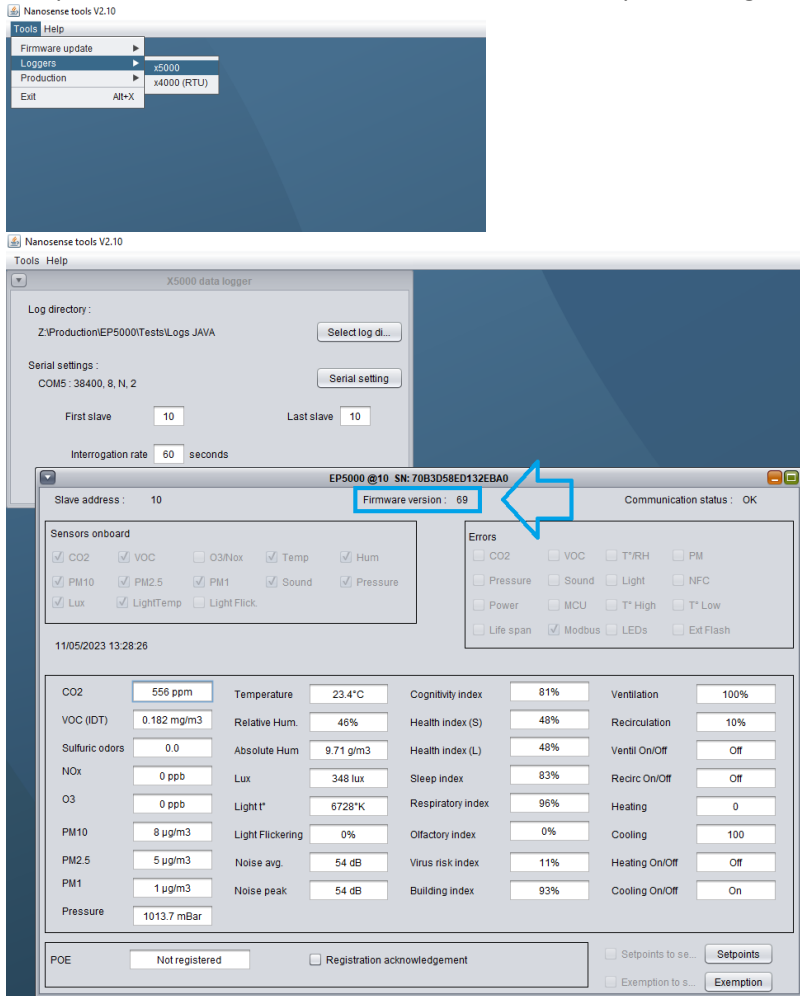 Nanosense tools V2.10
Tools Help
Firmware update
Loggers
Production
Exit Alt+X
x5000
x4000 (RTU)
Nanosense tools V2.10
Tools Help
X5000 data logger
Log directory :
Z:\Production\EP5000\Tests\Logs JAVA Select log di...
Serial settings :
COM5 : 38400, 8, N, 2 Serial setting
First slave 10 Last slave 10
Interrogation rate 60 seconds
EP5000 @10 SN: 70B3D58ED132EBA0
Slave address : 10 Firmware version : 69 Communication status : OK
Sensors onboard
CO2 VOC O3/Nox Temp Hum
PM10 PM2.5 PM1 Sound Pressure
Lux LightTemp Light Flick.
Errors
CO2 VOC T°/RH PM
Pressure Sound Light NFC
Power MCU T° High T° Low
Life span Modbus LEDs Ext Flash
11/05/2023 13:28:26
CO2 556 ppm Temperature 23.4°C Cognitivity index 81% Ventilation 100%
VOC (IDT) 0.182 mg/m3 Relative Hum. 46% Health index (S) 48% Recirculation 10%
Sulfuric odors 0.0 Absolute Hum 9.71 g/m3 Health index (L) 48% Ventil On/Off Off
NOx 0 ppb Lux 348 lux Sleep index 83% Recirc On/Off Off
O3 0 ppb Light t° 6728°K Respiratory index 96% Heating 0
PM10 8 µg/m3 Light Flickering 0% Olfactory index 0% Cooling 100
PM2.5 5 µg/m3 Noise avg. 54 dB Virus risk index 11% Heating On/Off Off
PM1 1 µg/m3 Noise peak 54 dB Building index 93% Cooling On/Off On
Pressure 1013.7 mBar
POE Not registered Registration acknowledgement Setpoints to se... Setpoints
Exemption to s... Exemption